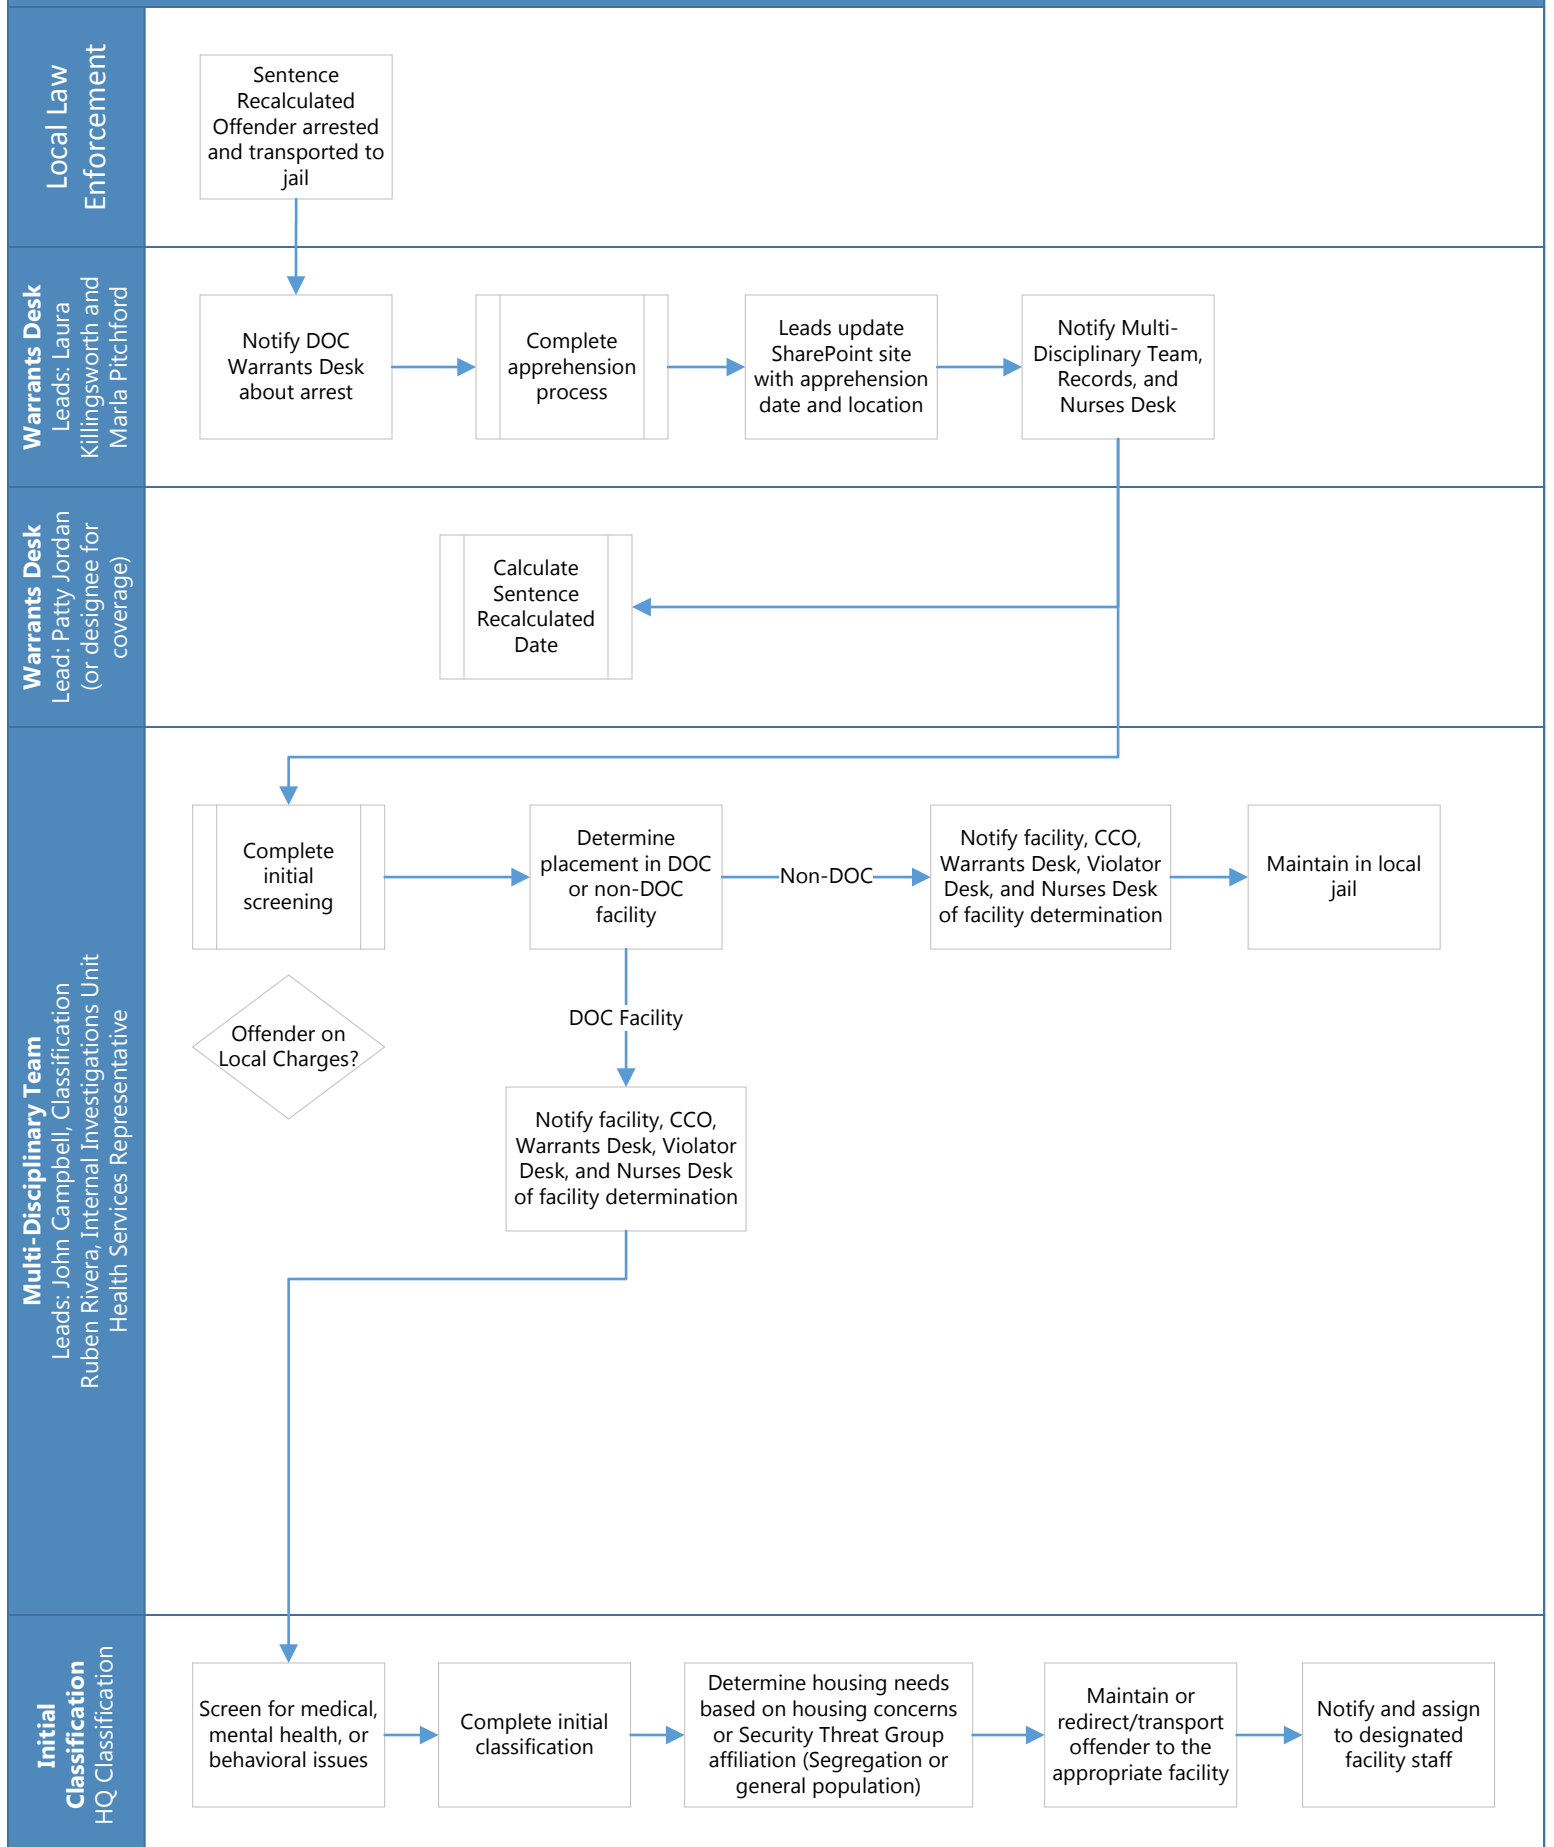 Local Law
Enforcement
Sentence
Recalculated
Offender arrested
and transported to
jail
Warrants Desk
Leads: Laura
Killingsworth and
Marla Pitchford
Notify DOC
Warrants Desk
about arrest
Complete
apprehension
process
Leads update
SharePoint site
with apprehension
date and location
Notify Multi-
Disciplinary Team,
Records, and
Nurses Desk
Warrants Desk
Lead: Patty Jordan
(or designee for
coverage)
Calculate
Sentence
Recalculated
Date
Multi-Disciplinary Team
Leads: John Campbell, Classification
Ruben Rivera, Internal Investigations Unit
Health Services Representative
Complete
initial
screening
Determine
placement in DOC
or non-DOC
facility
Non-DOC
Notify facility, CCO,
Warrants Desk, Violator
Desk, and Nurses Desk
of facility determination
Maintain in local
jail
Offender on
Local Charges?
DOC Facility
Notify facility, CCO,
Warrants Desk, Violator
Desk, and Nurses Desk
of facility determination
Initial
Classification
HQ Classification
Screen for medical,
mental health, or
behavioral issues
Complete initial
classification
Determine housing needs
based on housing concerns
or Security Threat Group
affiliation (Segregation or
general population)
Maintain or
redirect/transport
offender to the
appropriate facility
Notify and assign
to designated
facility staff